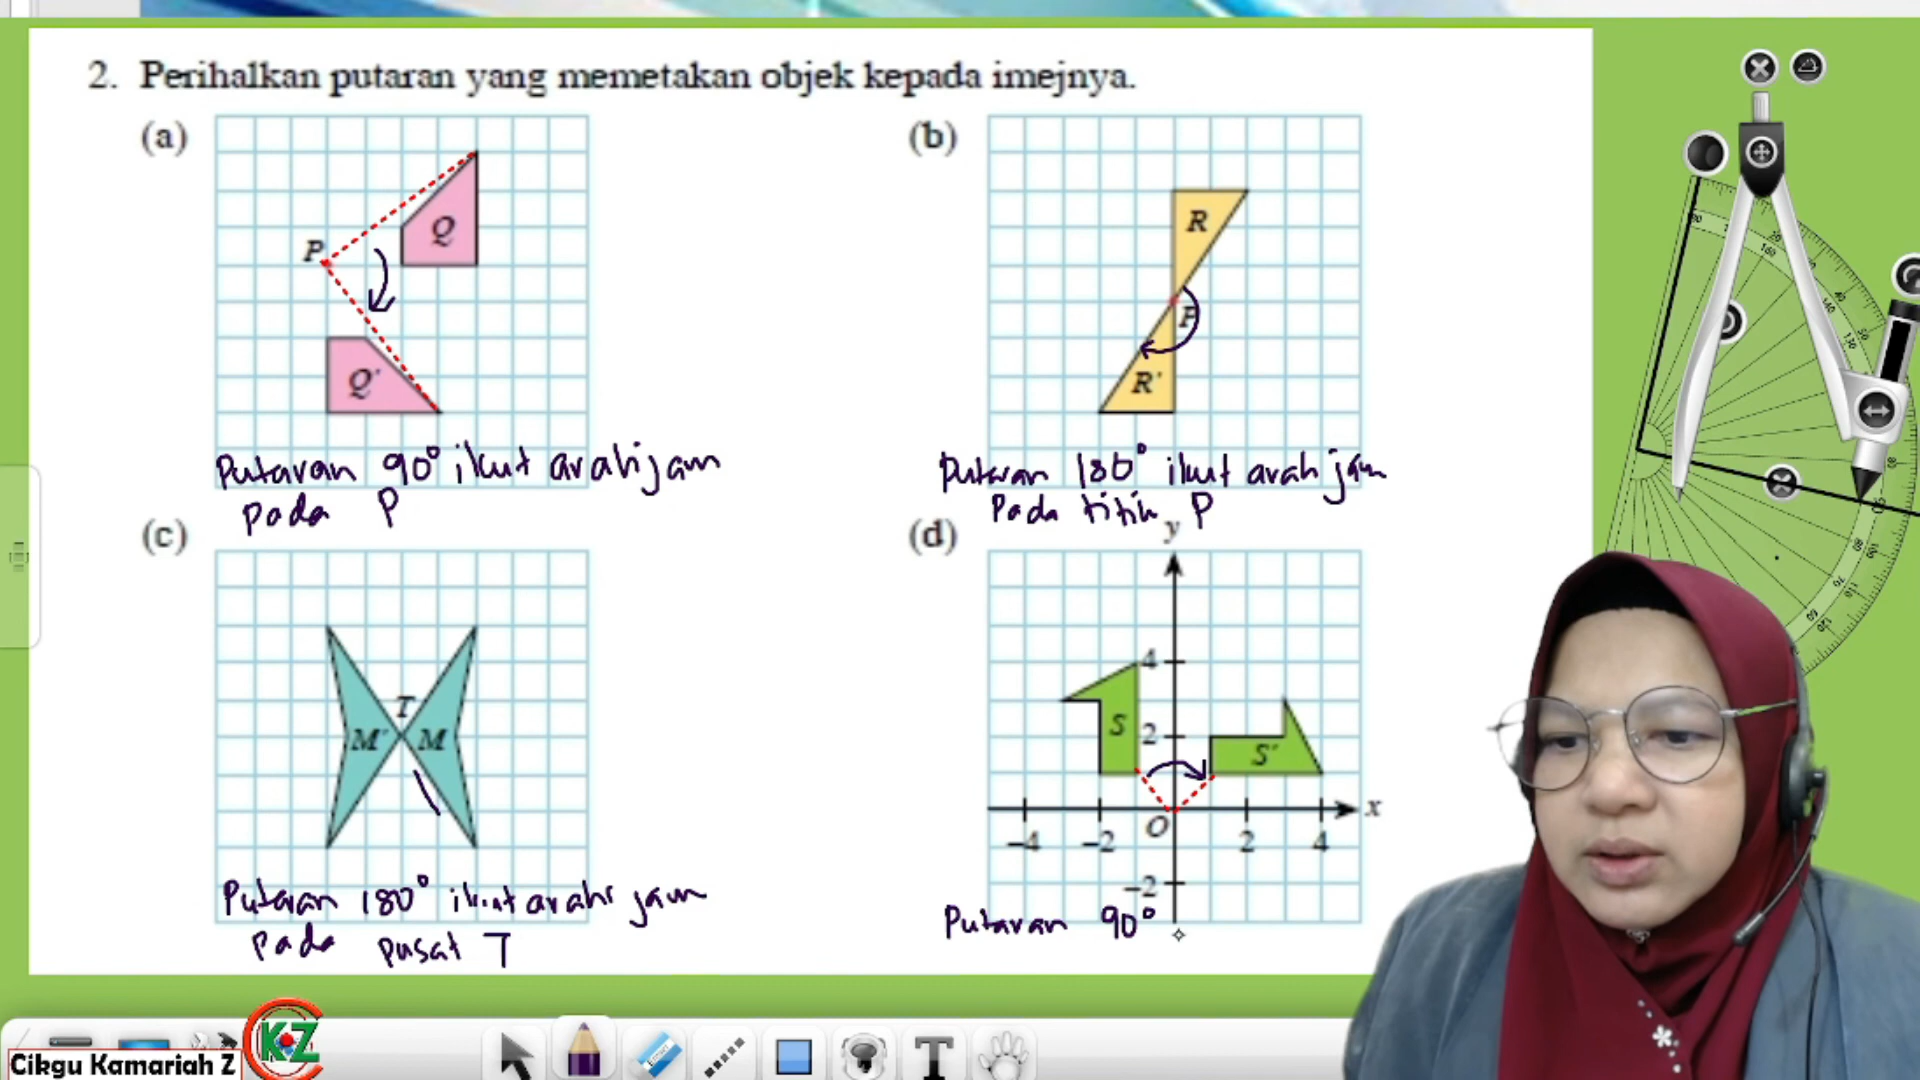 2. Perihalkan putaran yang memetakan objek kepada imejnya.
(a)
P
Q
Q'
Putaran 90° ikut arah jam
pada P
(b)
R
P
R'
Putaran 180° ikut arah jam
Pada titik P
(c)
T
M'
M
Putaran 180° ikut arah jam
pada pusat T
(d)
y
4
S
2
S'
O
x
-4
-2
2
4
-2
Putaran 90°
Cikgu Kamariah Z
KZ
T